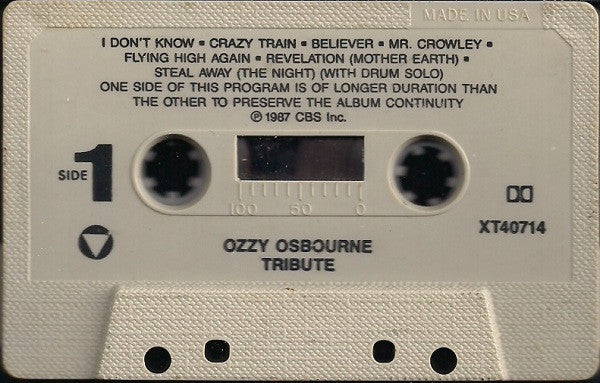 MADE IN USA
I DON'T KNOW ▪ CRAZY TRAIN ▪ BELIEVER ▪ MR. CROWLEY ▪
FLYING HIGH AGAIN ▪ REVELATION (MOTHER EARTH) ▪
STEAL AWAY (THE NIGHT) (WITH DRUM SOLO)
ONE SIDE OF THIS PROGRAM IS OF LONGER DURATION THAN
THE OTHER TO PRESERVE THE ALBUM CONTINUITY
℗ 1987 CBS Inc.
SIDE 1
100 50 0
XT40714
OZZY OSBOURNE
TRIBUTE